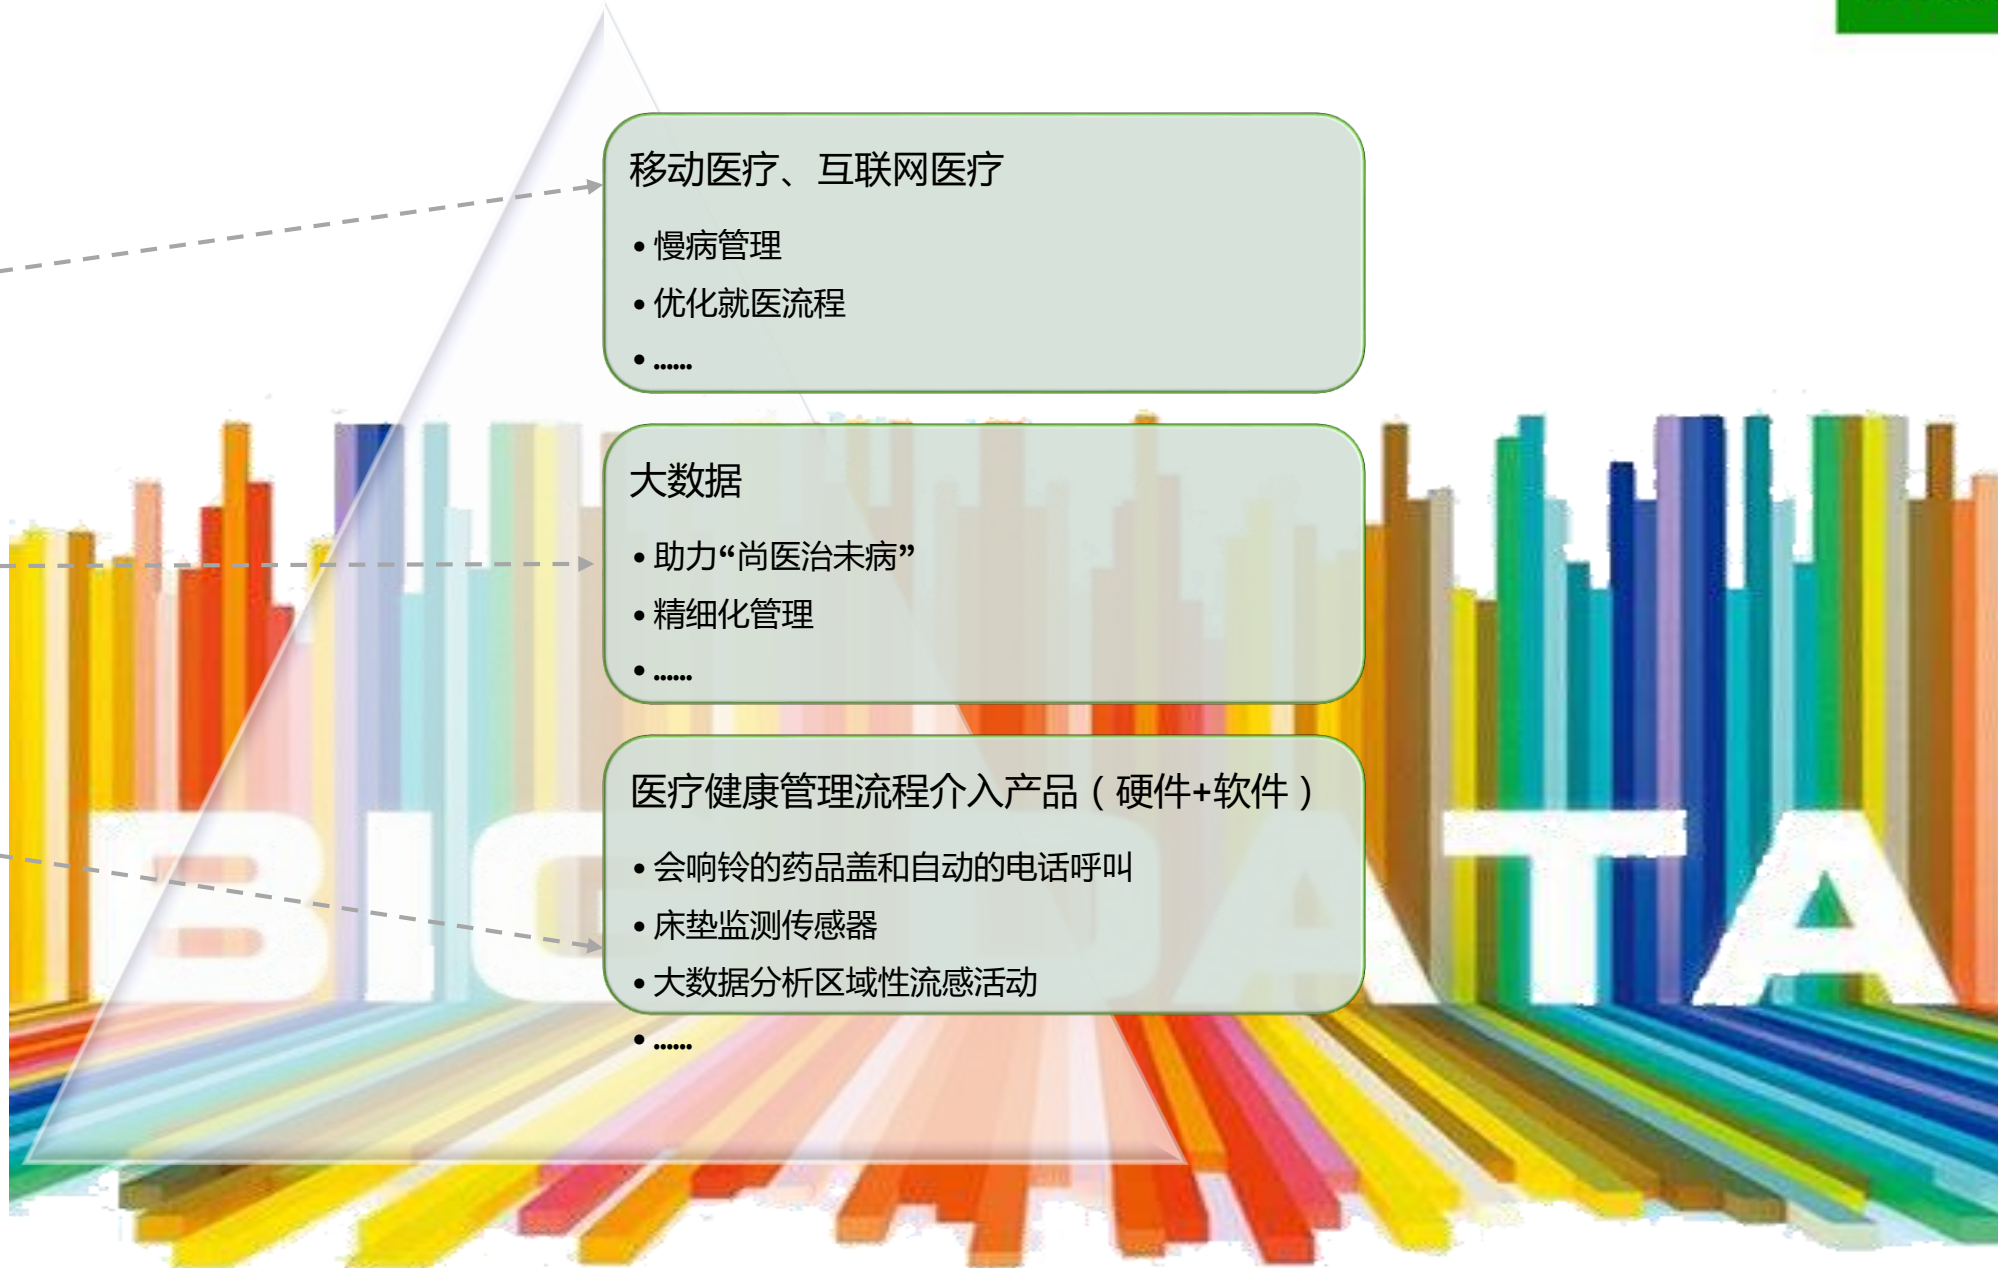 移动医疗、互联网医疗
• 慢病管理
• 优化就医流程
• ......
大数据
• 助力“尚医治未病”
• 精细化管理
• ......
医疗健康管理流程介入产品（硬件+软件）
• 会响铃的药品盖和自动的电话呼叫
• 床垫监测传感器
• 大数据分析区域性流感活动
• ......
BIG DATA